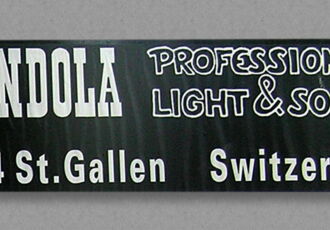 NDOLA PROFESSION
LIGHT & SO
4 St.Gallen Switzer